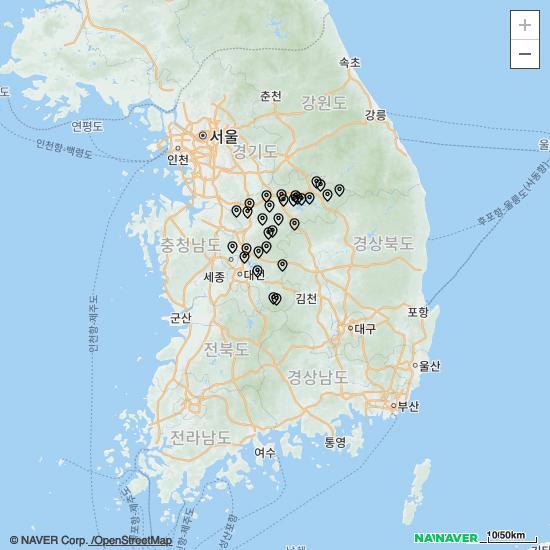 +
−
속초
춘천
강원도
강릉
도
연평도
서울
울
인천항-백령도
인천
경기도
후포항-울릉도(사동항)
충청남도
경상북도
세종
대전
김천
인천항-제주도
군산
포항
대구
전라북도
울산
경상남도
부산
전라남도
여수
통영
© NAVER Corp. /OpenStreetMap
NAVER
NAVER
10/50km